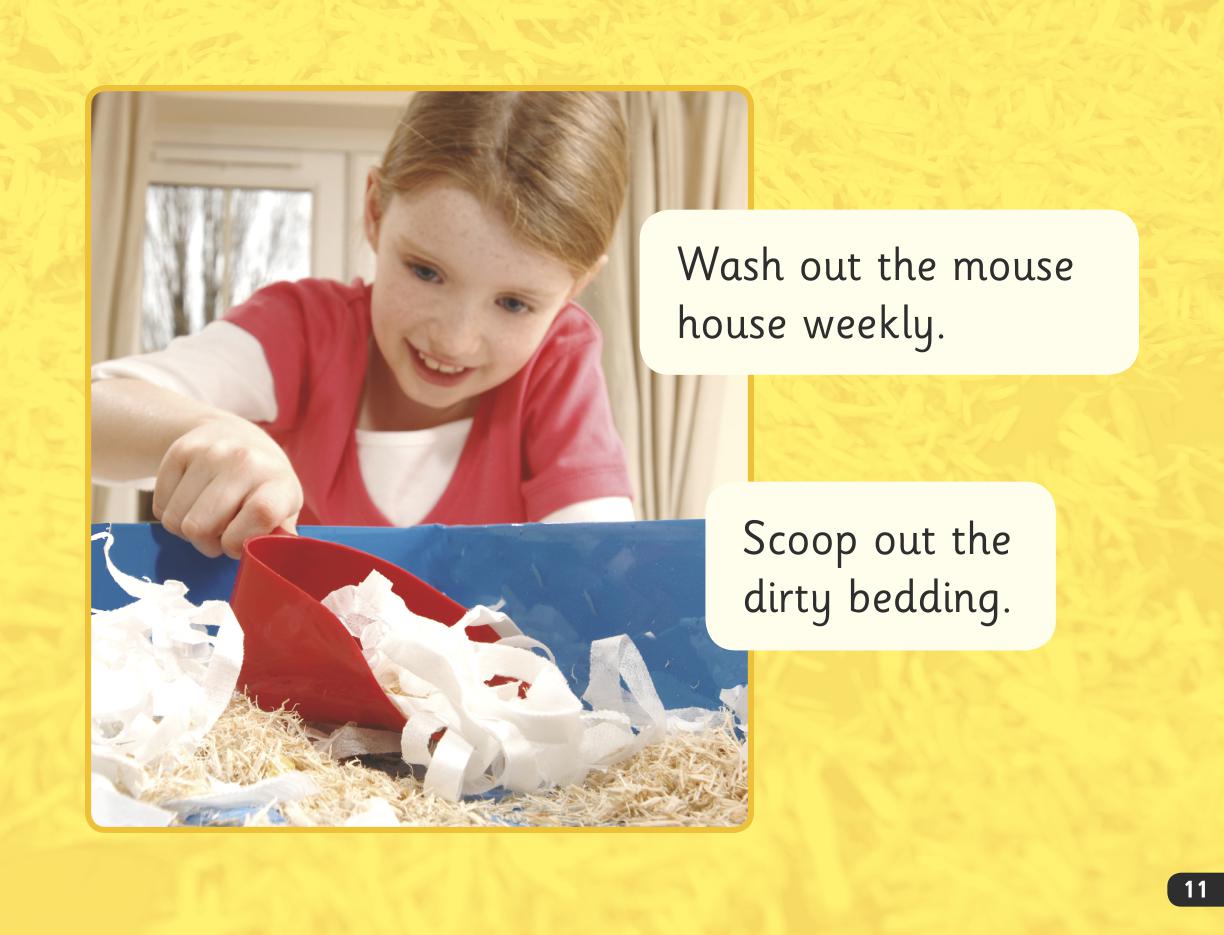 Wash out the mouse
house weekly.
Scoop out the
dirty bedding.
11